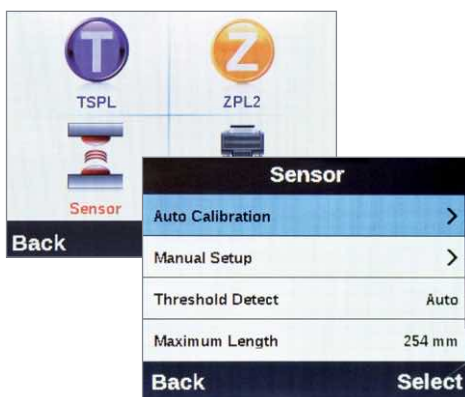 T
Z
TSPL
ZPL2
Sensor
Back
Sensor
Auto Calibration >
Manual Setup >
Threshold Detect Auto
Maximum Length 254 mm
Back Select